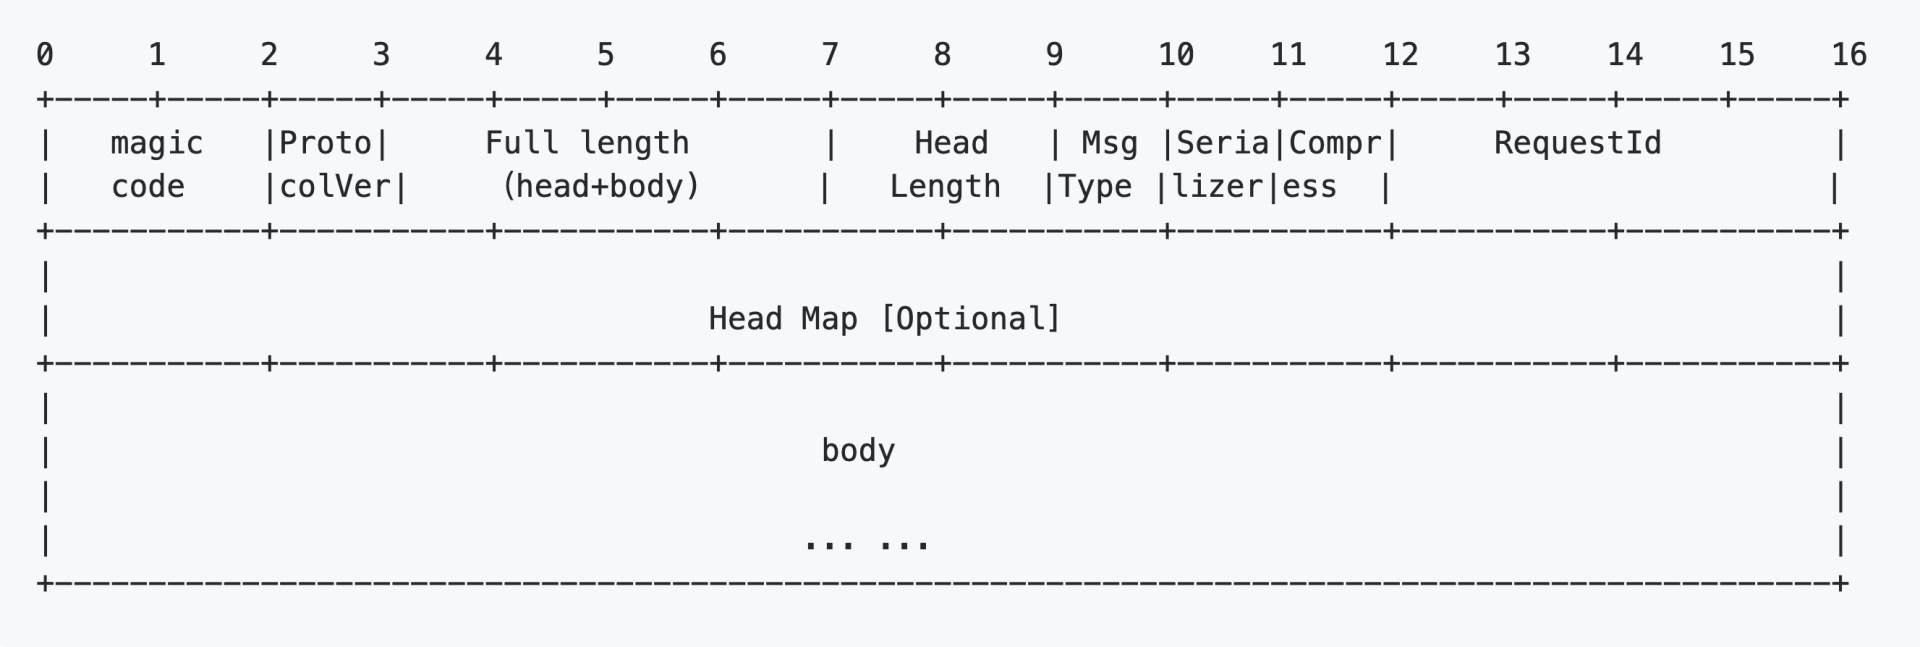 0     1     2     3     4     5     6     7     8     9    10    11    12    13    14    15    16
+-----+-----+-----+-----+-----+-----+-----+-----+-----+-----+-----+-----+-----+-----+-----+-----+
|   magic   |Proto|     Full length       |    Head   | Msg |Seria|Compr|     RequestId         |
|   code    |colVer|     (head+body)      |   Length  |Type |lizer|ess  |                       |
+-----------+-----------+-----------+-----------+-----------+-----------+-----------+-----------+
|                                                                                               |
|                                   Head Map [Optional]                                         |
+-----------+-----------+-----------+-----------+-----------+-----------+-----------+-----------+
|                                                                                               |
|                                         body                                                  |
|                                                                                               |
|                                        ... ...                                                |
+-----------------------------------------------------------------------------------------------+